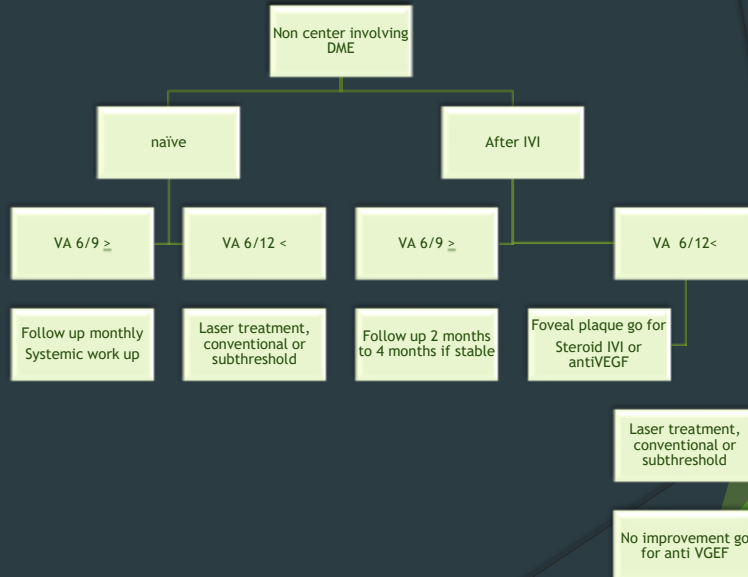 Non center involving
DME
naïve
After IVI
VA 6/9 ≥
VA 6/12 <
VA 6/9 ≥
VA 6/12<
Follow up monthly
Systemic work up
Laser treatment,
conventional or
subthreshold
Follow up 2 months
to 4 months if stable
Foveal plaque go for
Steroid IVI or
antiVEGF
Laser treatment,
conventional or
subthreshold
No improvement go
for anti VGEF